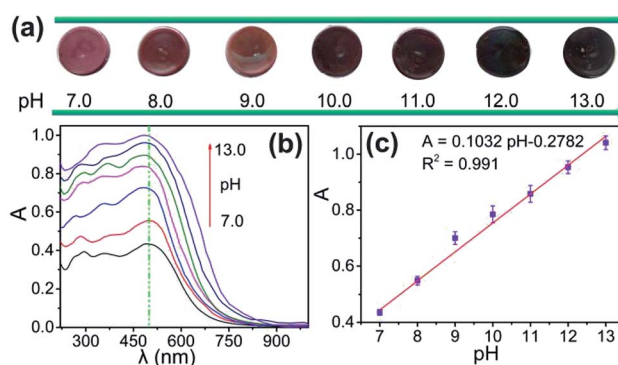 (a)
pH 7.0 8.0 9.0 10.0 11.0 12.0 13.0
(b)
1.0
0.8
0.6
0.4
0.2
0.0
A
13.0
pH
7.0
300 450 600 750 900
λ (nm)
(c)
A = 0.1032 pH-0.2782
R² = 0.991
1.0
0.8
0.6
0.4
A
7 8 9 10 11 12 13
pH